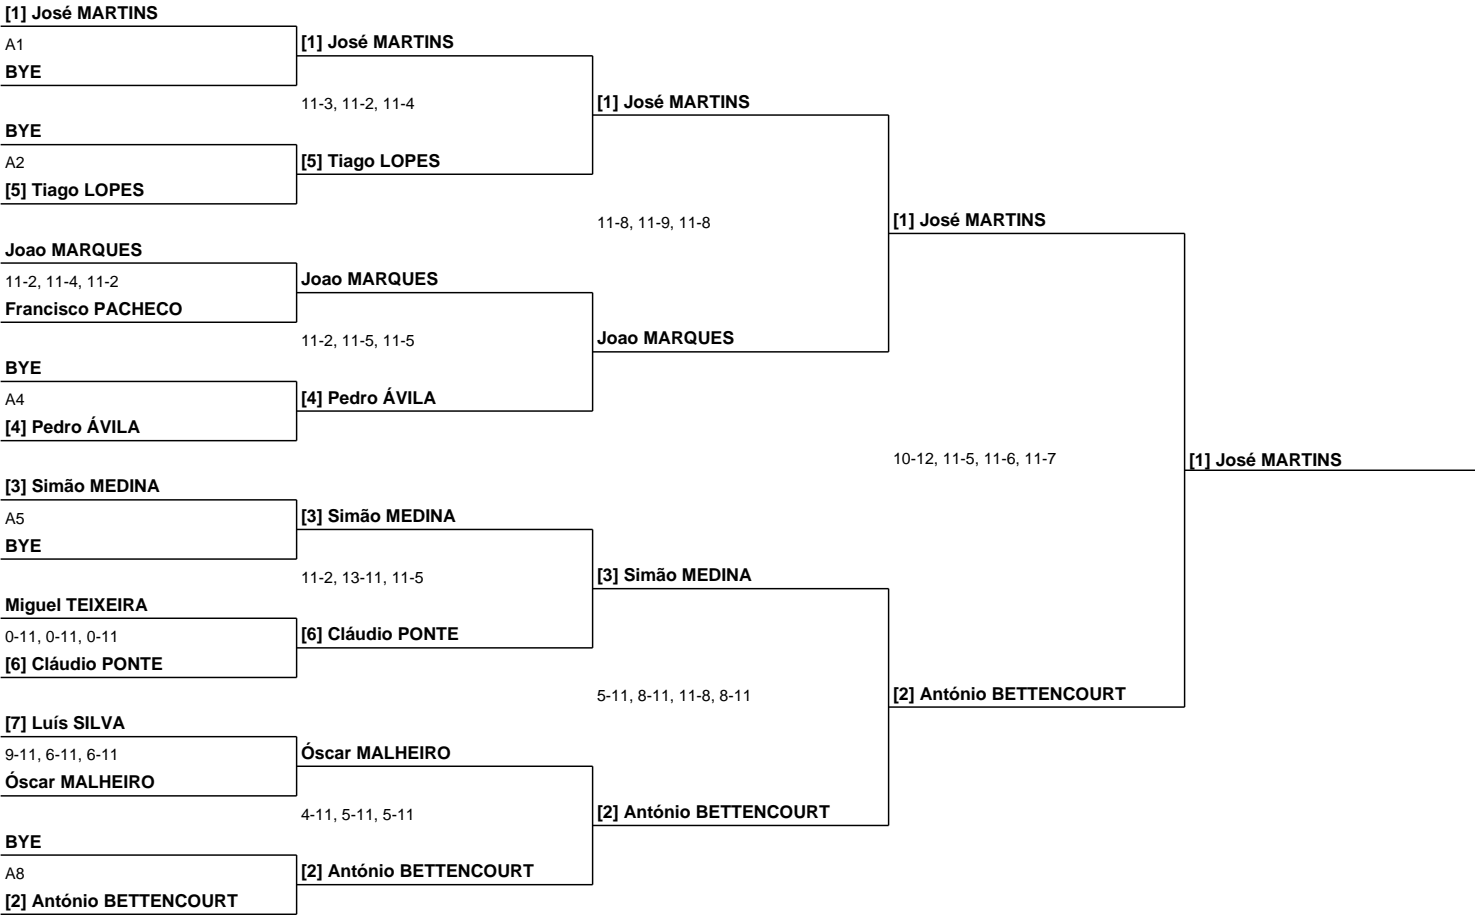 [1] José MARTINS
A1
BYE
BYE
A2
[5] Tiago LOPES
Joao MARQUES
11-2, 11-4, 11-2
Francisco PACHECO
BYE
A4
[4] Pedro ÁVILA
[3] Simão MEDINA
A5
BYE
Miguel TEIXEIRA
0-11, 0-11, 0-11
[6] Cláudio PONTE
[7] Luís SILVA
9-11, 6-11, 6-11
Óscar MALHEIRO
BYE
A8
[2] António BETTENCOURT
[1] José MARTINS
11-3, 11-2, 11-4
[5] Tiago LOPES
Joao MARQUES
11-2, 11-5, 11-5
[4] Pedro ÁVILA
[3] Simão MEDINA
11-2, 13-11, 11-5
[6] Cláudio PONTE
Óscar MALHEIRO
4-11, 5-11, 5-11
[2] António BETTENCOURT
[1] José MARTINS
11-8, 11-9, 11-8
Joao MARQUES
[3] Simão MEDINA
5-11, 8-11, 11-8, 8-11
[2] António BETTENCOURT
[1] José MARTINS
10-12, 11-5, 11-6, 11-7
[2] António BETTENCOURT
[1] José MARTINS